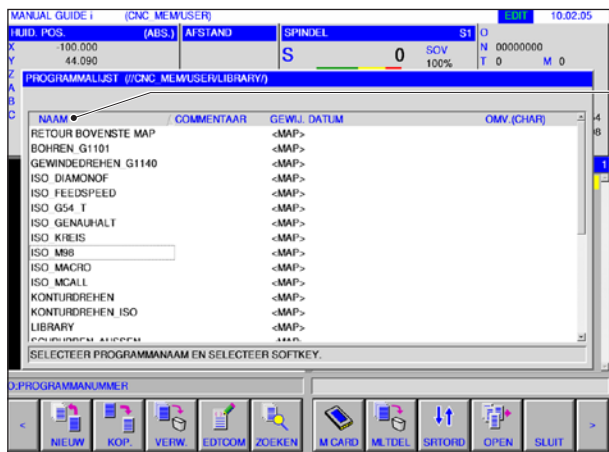 MANUAL GUIDE i (CNC_MEM/USER) EDIT 10.02.05
HUID. POS. (ABS.) AFSTAND SPINDEL S1 O
X -100.000 S 0 SOV 100% N 00000000
Y 44.090 T 0 M 0
Z
A
B
C
PROGRAMMALIJST (//CNC_MEM/USER/LIBRARY/)
NAAM / COMMENTAAR GEWIJ. DATUM OMV.(CHAR)
RETOUR BOVENSTE MAP <MAP>
BOHREN_G1101 <MAP>
GEWINDEDREHEN_G1140 <MAP>
ISO_DIAMONOF <MAP>
ISO_FEEDSPEED <MAP>
ISO_G54_T <MAP>
ISO_GENAUHALT <MAP>
ISO_KREIS <MAP>
ISO_M98 <MAP>
ISO_MACRO <MAP>
ISO_MCALL <MAP>
KONTURDREHEN <MAP>
KONTURDREHEN_ISO <MAP>
LIBRARY <MAP>
SELECTEER PROGRAMMANAAM EN SELECTEER SOFTKEY.
O:PROGRAMMANUMMER
< NIEUW KOP. VERW. EDTCOM ZOEKEN M CARD MLTDEL SRTORD OPEN SLUIT >